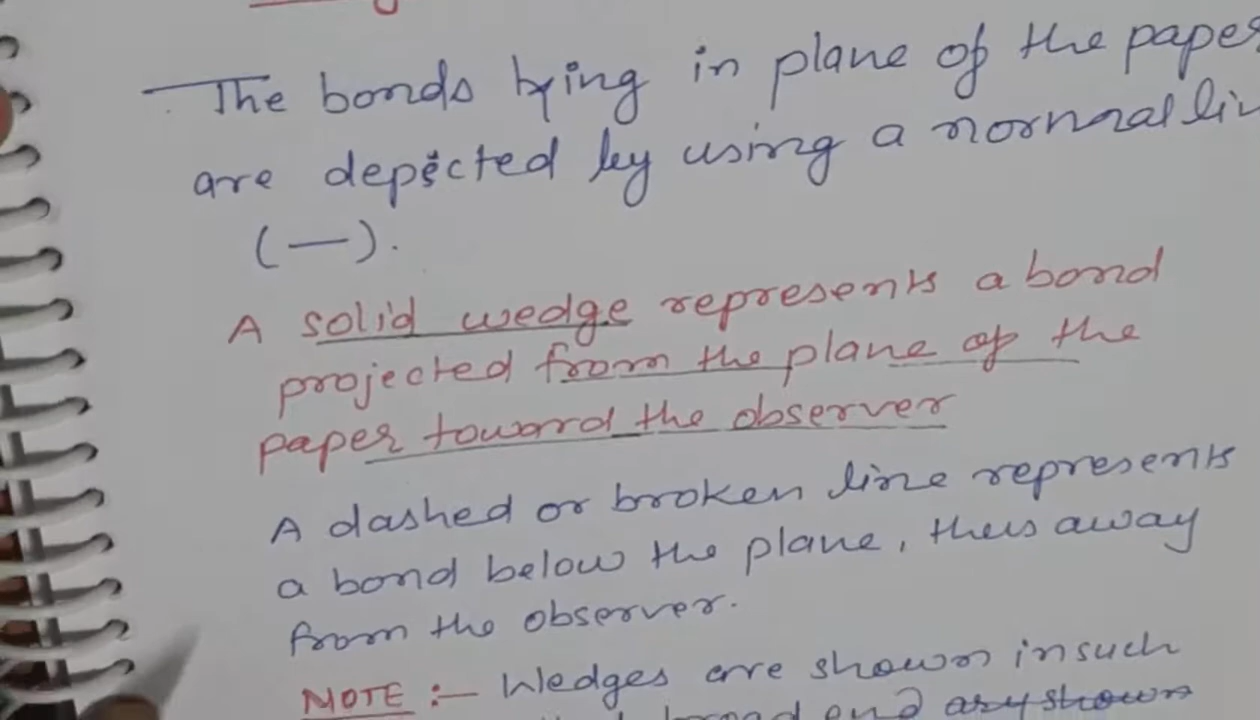 The bonds lying in plane of the paper
are depicted by using a normal
(—).
A solid wedge represents a bond
projected from the plane of the
paper toward the observer
A dashed or broken line represents
a bond below the plane, thus away
from the observer.
NOTE :— Wedges are shown in such
broad end